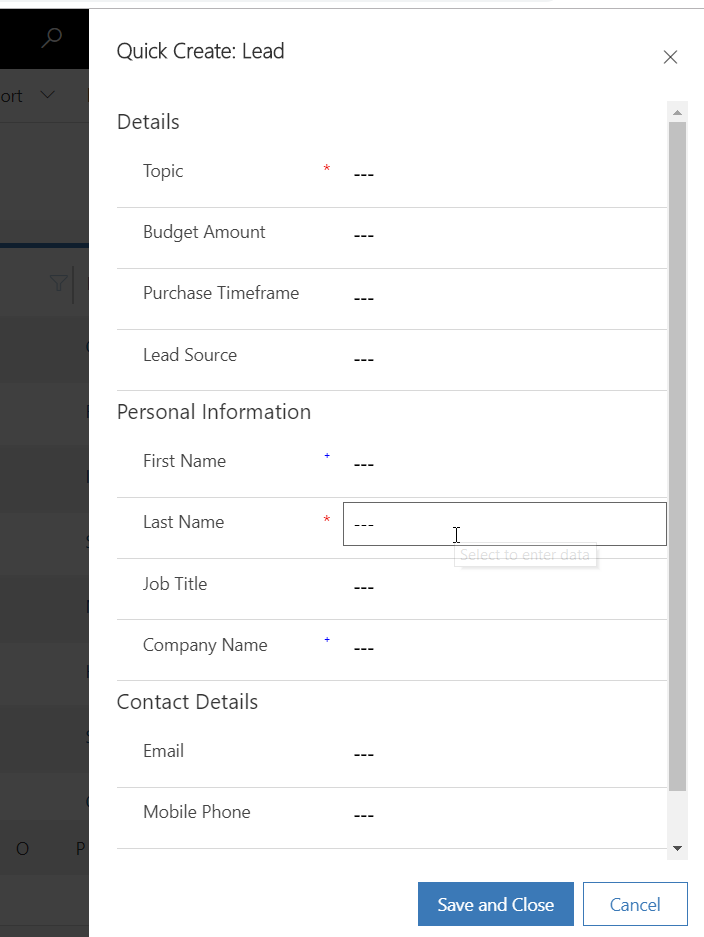 Quick Create: Lead
ort
Details
Topic * ---
Budget Amount ---
Purchase Timeframe ---
Lead Source ---
Personal Information
First Name + ---
Last Name * ---
Select to enter data
Job Title ---
Company Name + ---
Contact Details
Email ---
Mobile Phone ---
O P
Save and Close Cancel